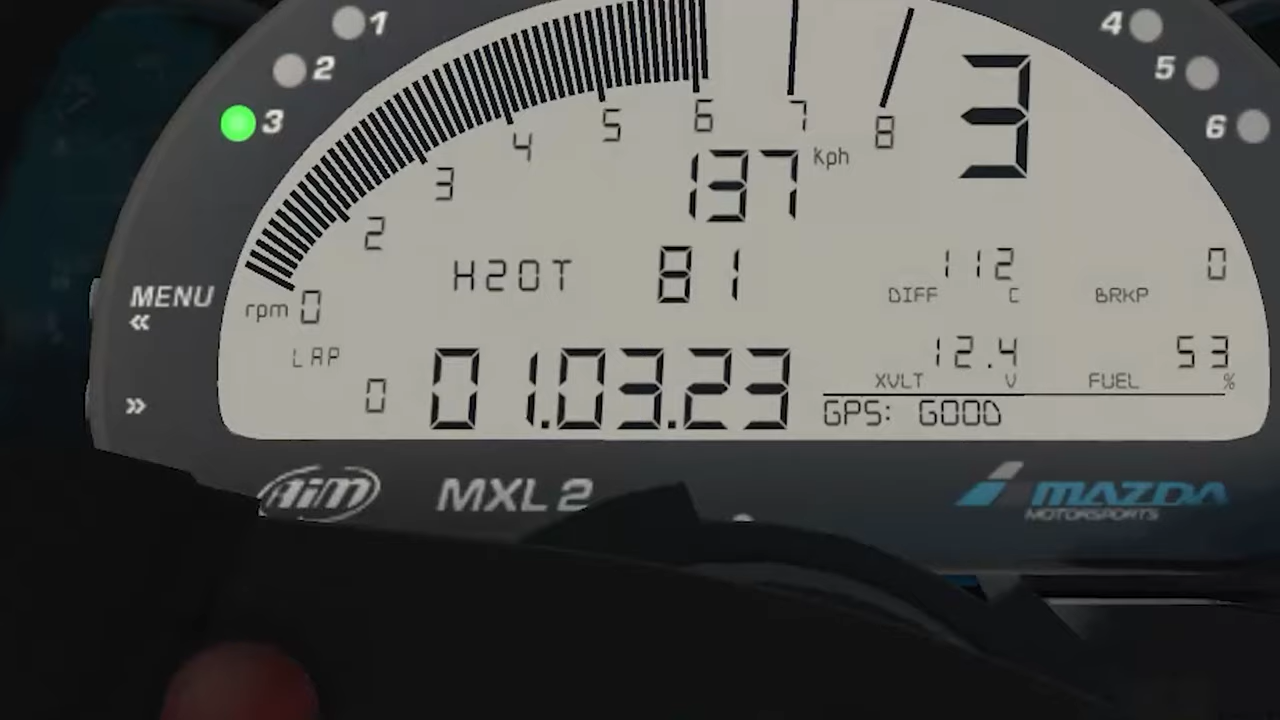 1
2
3
4
5
6
0
2
3
4
5
6
7
8
3
137 kph
H2OT 81
112
DIFF C
0
BRKP
MENU
«
»
rpm
LAP
0
01.03.23
12.4
XVLT V
53
FUEL %
GPS: GOOD
AiM
MXL2
MAZDA
MOTORSPORTS